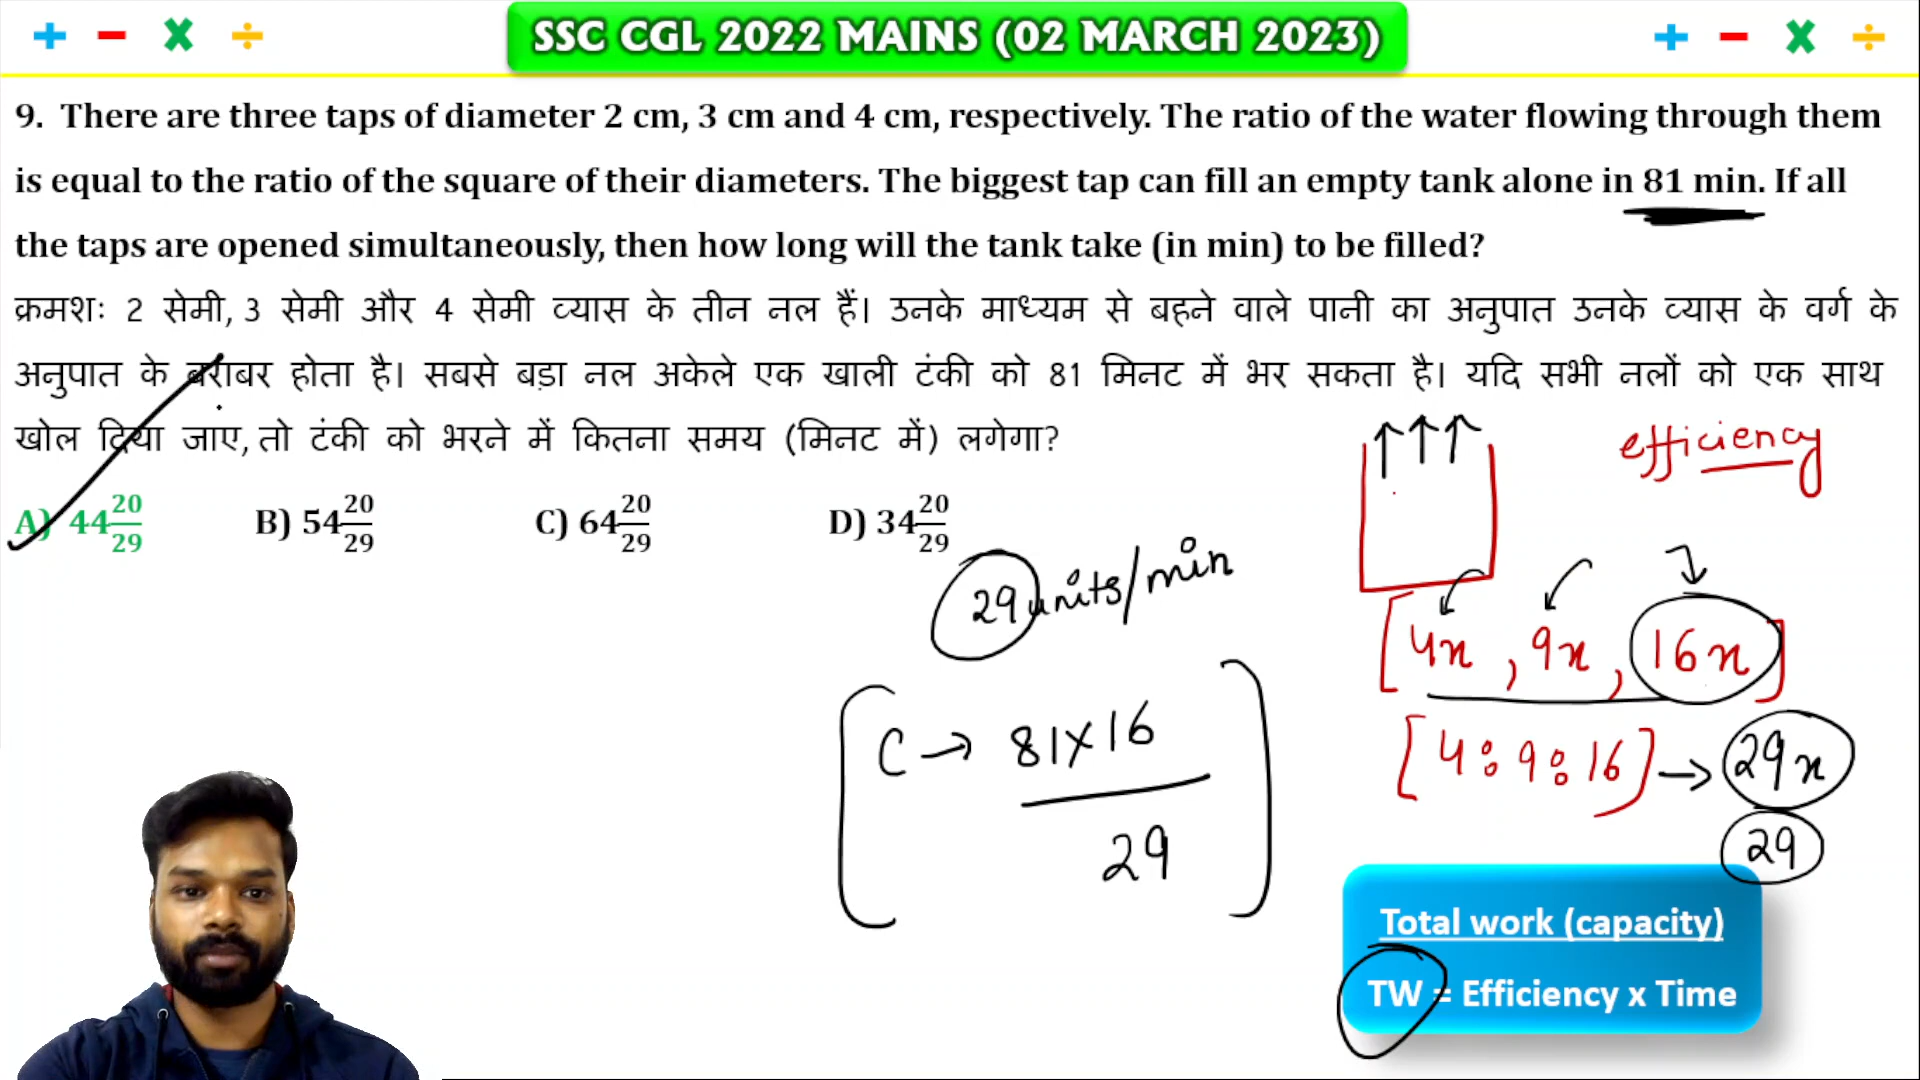 SSC CGL 2022 MAINS (02 MARCH 2023)
9. There are three taps of diameter 2 cm, 3 cm and 4 cm, respectively. The ratio of the water flowing through them
is equal to the ratio of the square of their diameters. The biggest tap can fill an empty tank alone in 81 min. If all
the taps are opened simultaneously, then how long will the tank take (in min) to be filled?
क्रमशः 2 सेमी, 3 सेमी और 4 सेमी व्यास के तीन नल हैं। उनके माध्यम से बहने वाले पानी का अनुपात उनके व्यास के वर्ग के
अनुपात के बराबर होता है। सबसे बड़ा नल अकेले एक खाली टंकी को 81 मिनट में भर सकता है। यदि सभी नलों को एक साथ
खोल दिया जाए, तो टंकी को भरने में कितना समय (मिनट में) लगेगा?
efficiency
A) 44 20/29 B) 54 20/29 C) 64 20/29 D) 34 20/29
29 units/min
[4x, 9x, 16x]
C → 81×16
29
[4:9:16] → 29x
29
Total work (capacity)
TW = Efficiency x Time